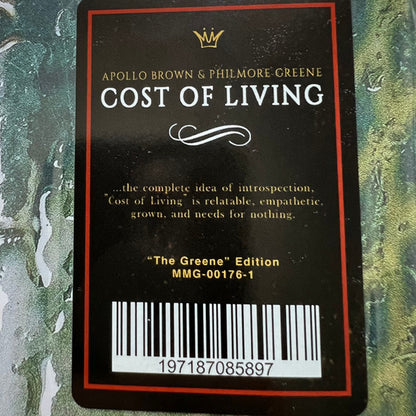 APOLLO BROWN & PHILMORE GREENE
COST OF LIVING
...the complete idea of introspection,
"Cost of Living" is relatable, empathetic,
grown, and needs for nothing.
"The Greene" Edition
MMG-00176-1
197187085897